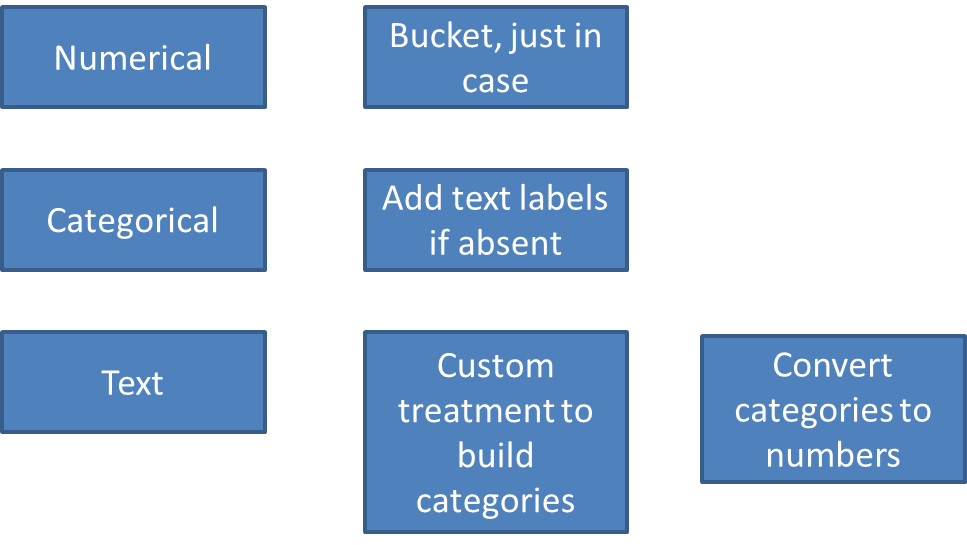 Numerical
Bucket, just in
case
Categorical
Add text labels
if absent
Text
Custom
treatment to
build
categories
Convert
categories to
numbers